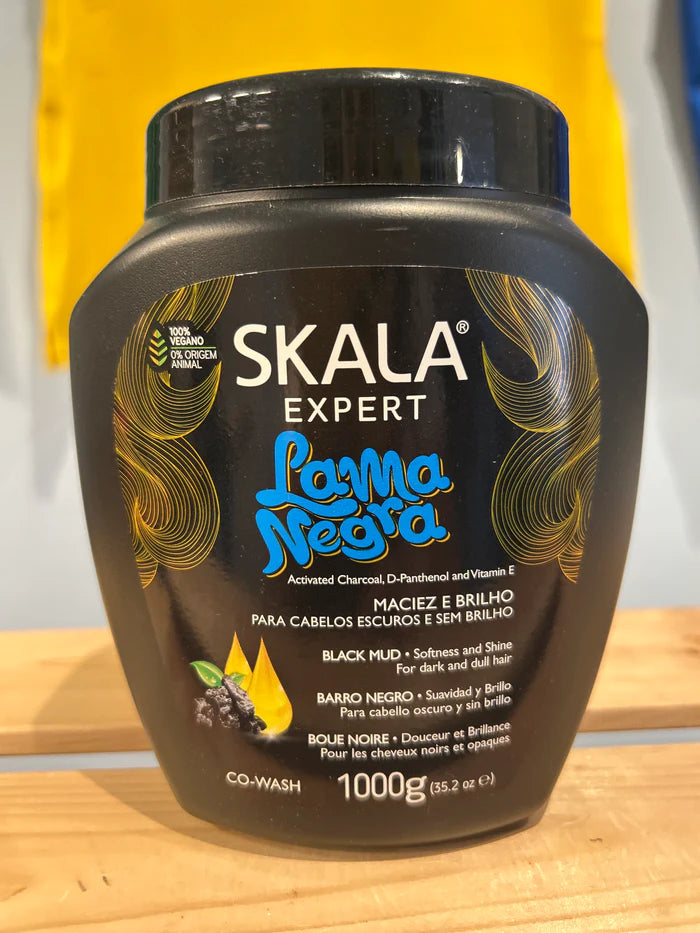 100%
VEGANO
0% ORIGEM
ANIMAL
SKALA®
EXPERT
Lama
Negra
Activated Charcoal, D-Panthenol and Vitamin E
MACIEZ E BRILHO
PARA CABELOS ESCUROS E SEM BRILHO
BLACK MUD • Softness and Shine
For dark and dull hair
BARRO NEGRO • Suavidad y Brillo
Para cabello oscuro y sin brillo
BOUE NOIRE • Douceur et Brillance
Pour les cheveux noirs et opaques
CO-WASH 1000g (35.2 oz ℮)